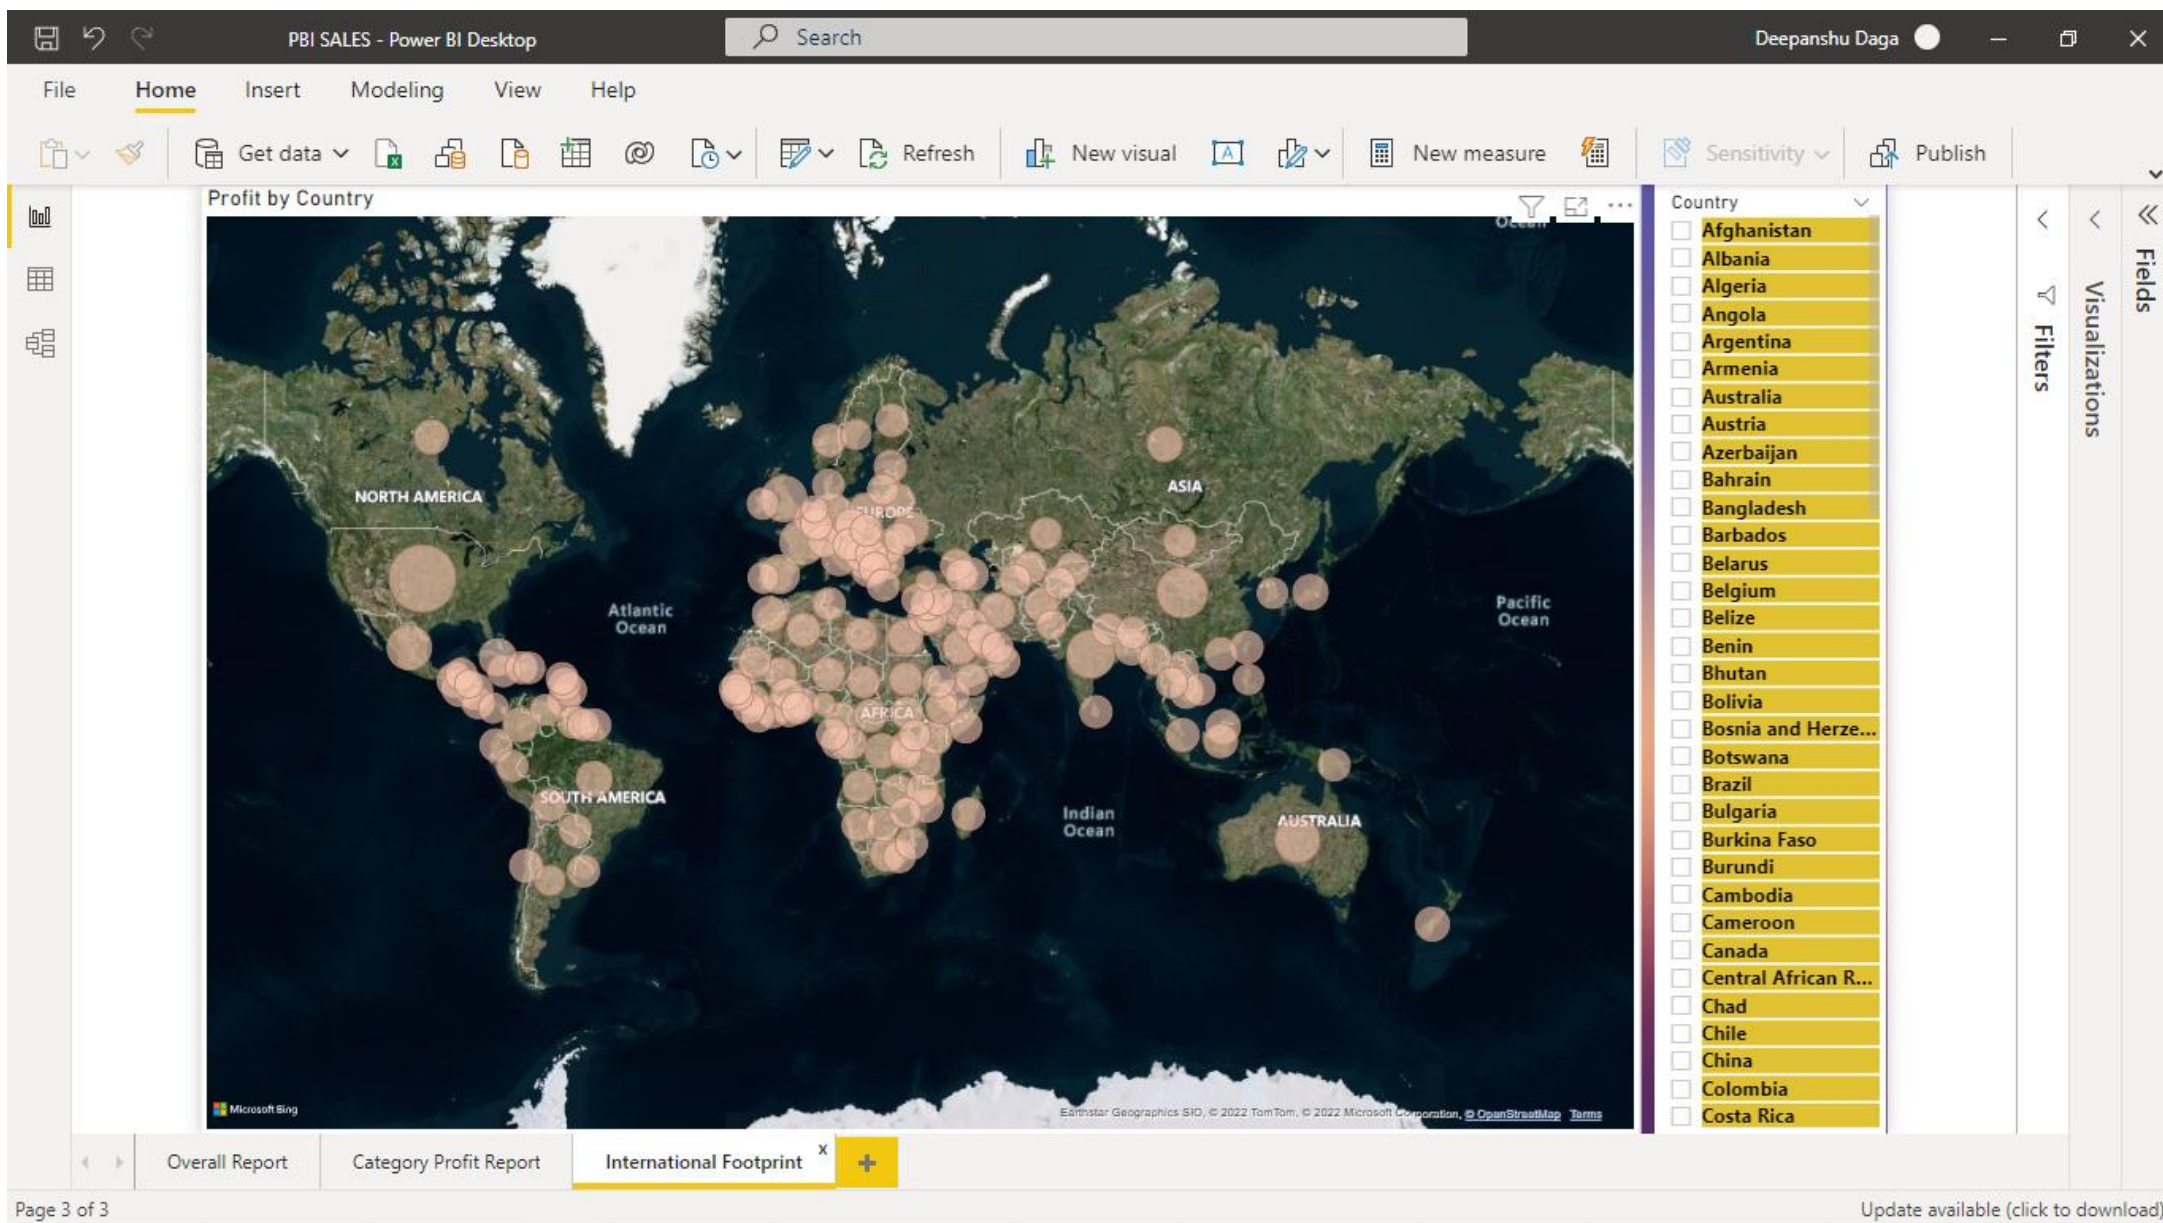 PBI SALES - Power BI Desktop
Search
Deepanshu Daga
File Home Insert Modeling View Help
Get data
Refresh
New visual
A
New measure
Sensitivity
Publish
Profit by Country
Ocean
NORTH AMERICA
EUROPE
ASIA
Atlantic
Ocean
Pacific
Ocean
AFRICA
SOUTH AMERICA
Indian
Ocean
AUSTRALIA
Microsoft Bing
Earthstar Geographics SIO, © 2022 TomTom, © 2022 Microsoft Corporation, © OpenStreetMap Terms
Country
Afghanistan
Albania
Algeria
Angola
Argentina
Armenia
Australia
Austria
Azerbaijan
Bahrain
Bangladesh
Barbados
Belarus
Belgium
Belize
Benin
Bhutan
Bolivia
Bosnia and Herze...
Botswana
Brazil
Bulgaria
Burkina Faso
Burundi
Cambodia
Cameroon
Canada
Central African R...
Chad
Chile
China
Colombia
Costa Rica
Filters
Visualizations
Fields
Overall Report
Category Profit Report
International Footprint x
+
Page 3 of 3
Update available (click to download)